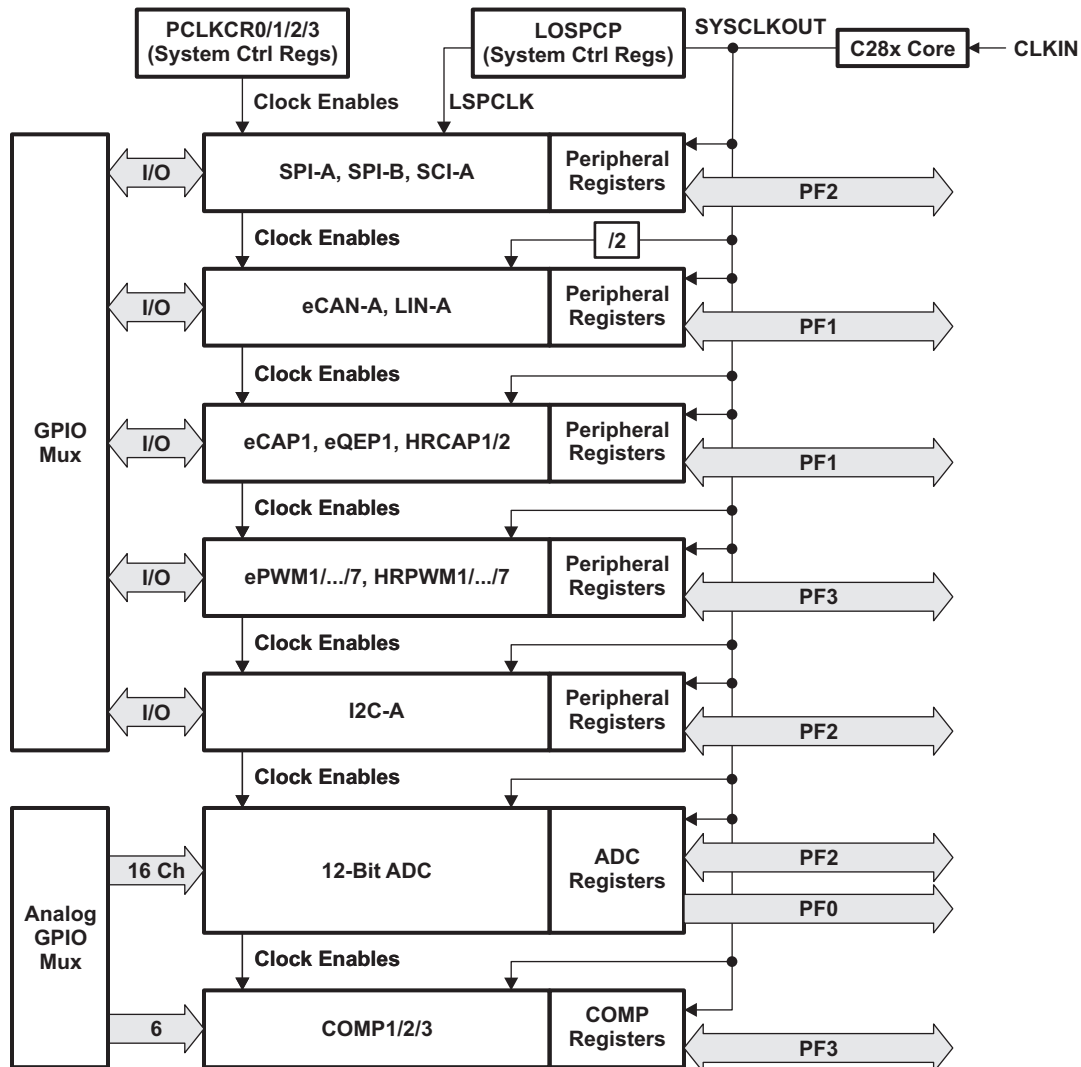 PCLKCR0/1/2/3
(System Ctrl Regs)
LOSPCP
(System Ctrl Regs)
SYSCLKOUT
C28x Core
CLKIN
Clock Enables
LSPCLK
I/O
SPI-A, SPI-B, SCI-A
Peripheral
Registers
PF2
Clock Enables
/2
I/O
eCAN-A, LIN-A
Peripheral
Registers
PF1
Clock Enables
GPIO
Mux
I/O
eCAP1, eQEP1, HRCAP1/2
Peripheral
Registers
PF1
Clock Enables
I/O
ePWM1/.../7, HRPWM1/.../7
Peripheral
Registers
PF3
Clock Enables
I/O
I2C-A
Peripheral
Registers
PF2
Clock Enables
Analog
GPIO
Mux
16 Ch
12-Bit ADC
ADC
Registers
PF2
PF0
Clock Enables
6
COMP1/2/3
COMP
Registers
PF3